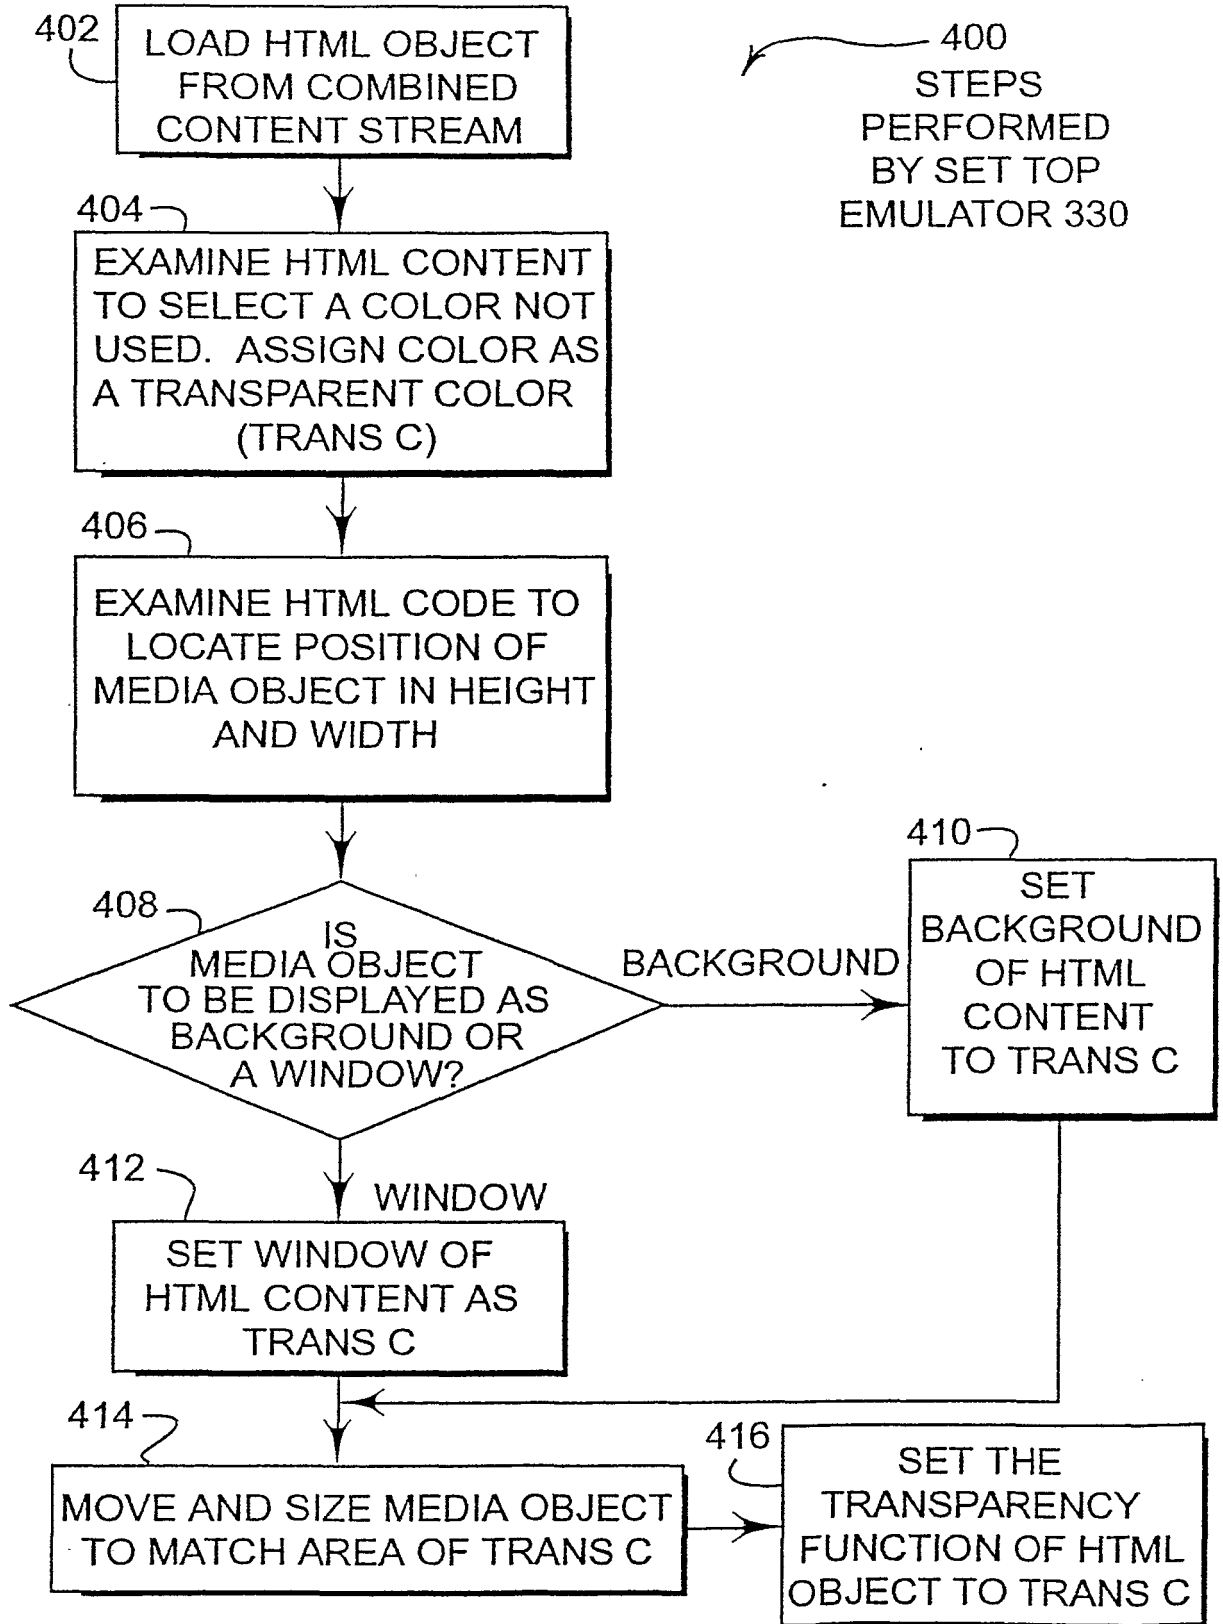 402
LOAD HTML OBJECT
FROM COMBINED
CONTENT STREAM
400
STEPS
PERFORMED
BY SET TOP
EMULATOR 330
404
EXAMINE HTML CONTENT
TO SELECT A COLOR NOT
USED. ASSIGN COLOR AS
A TRANSPARENT COLOR
(TRANS C)
406
EXAMINE HTML CODE TO
LOCATE POSITION OF
MEDIA OBJECT IN HEIGHT
AND WIDTH
408
IS
MEDIA OBJECT
TO BE DISPLAYED AS
BACKGROUND OR
A WINDOW?
BACKGROUND
410
SET
BACKGROUND
OF HTML
CONTENT
TO TRANS C
412
WINDOW
SET WINDOW OF
HTML CONTENT AS
TRANS C
414
MOVE AND SIZE MEDIA OBJECT
TO MATCH AREA OF TRANS C
416
SET THE
TRANSPARENCY
FUNCTION OF HTML
OBJECT TO TRANS C